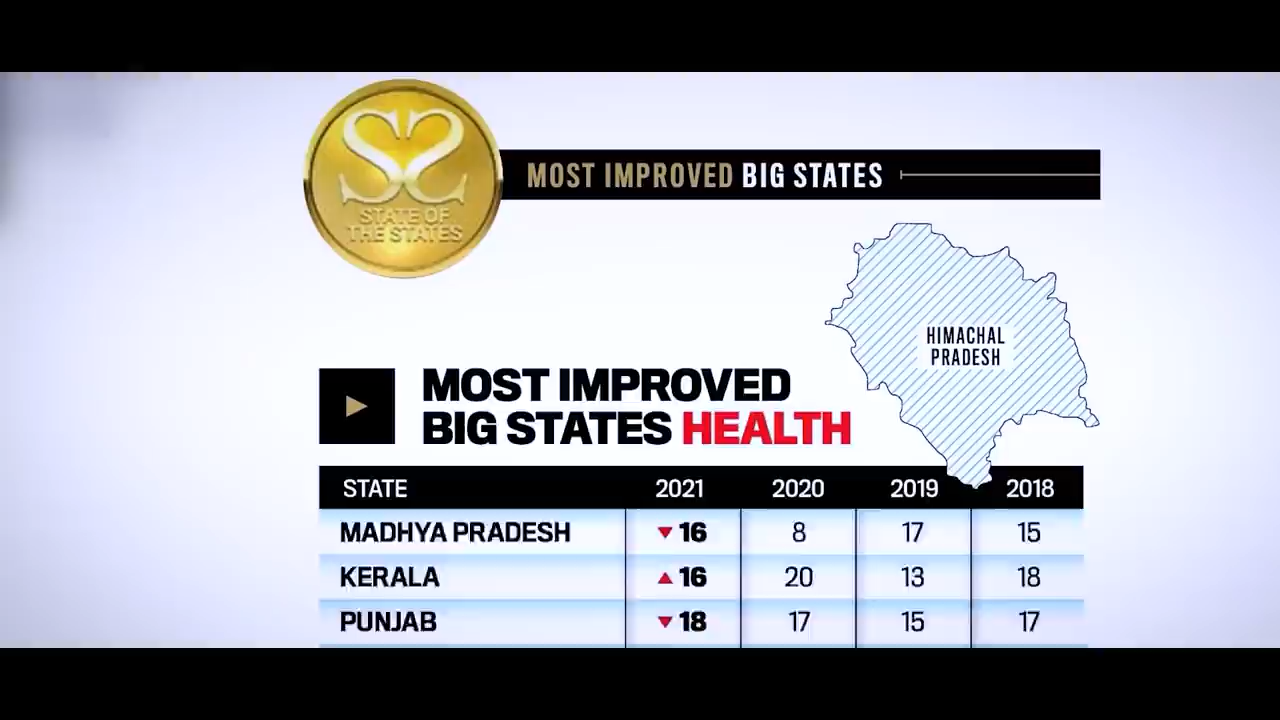 STATE OF
THE STATES
MOST IMPROVED BIG STATES
HIMACHAL
PRADESH
MOST IMPROVED
BIG STATES HEALTH
STATE 2021 2020 2019 2018
MADHYA PRADESH ▼ 16 8 17 15
KERALA ▲ 16 20 13 18
PUNJAB ▼ 18 17 15 17